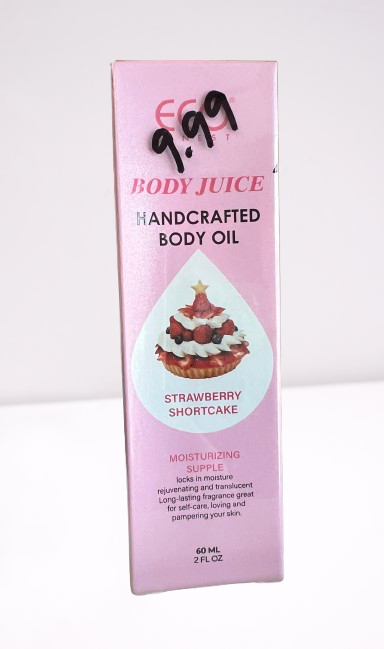 9.99
BODY JUICE
HANDCRAFTED
BODY OIL
STRAWBERRY
SHORTCAKE
MOISTURIZING
SUPPLE
locks in moisture
rejuvenating and translucent
Long-lasting fragrance great
for self-care, loving and
pampering your skin.
60 ML
2 FL OZ